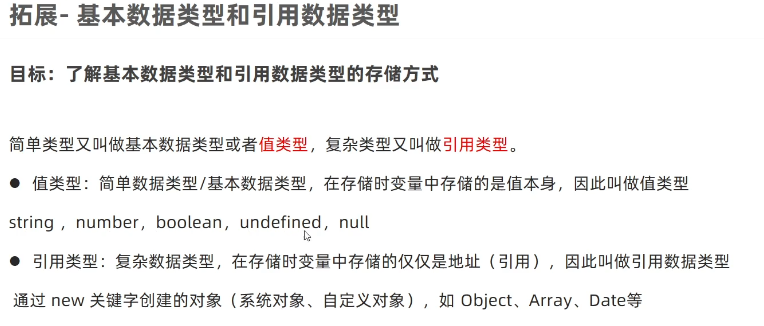 拓展- 基本数据类型和引用数据类型
目标：了解基本数据类型和引用数据类型的存储方式
简单类型又叫做基本数据类型或者值类型，复杂类型又叫做引用类型。
● 值类型：简单数据类型/基本数据类型，在存储时变量中存储的是值本身，因此叫做值类型
string ，number，boolean，undefined，null
● 引用类型：复杂数据类型，在存储时变量中存储的仅仅是地址（引用），因此叫做引用数据类型
通过 new 关键字创建的对象（系统对象、自定义对象），如 Object、Array、Date等